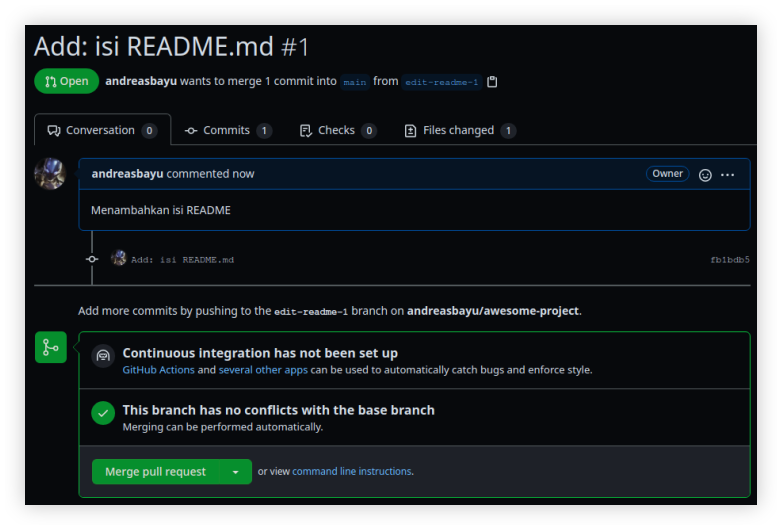 Add: isi README.md #1
Open andreasbayu wants to merge 1 commit into main from edit-readme-1
Conversation 0 Commits 1 Checks 0 Files changed 1
andreasbayu commented now Owner
Menambahkan isi README
Add: isi README.md fb1bdb5
Add more commits by pushing to the edit-readme-1 branch on andreasbayu/awesome-project.
Continuous integration has not been set up
GitHub Actions and several other apps can be used to automatically catch bugs and enforce style.
This branch has no conflicts with the base branch
Merging can be performed automatically.
Merge pull request or view command line instructions.